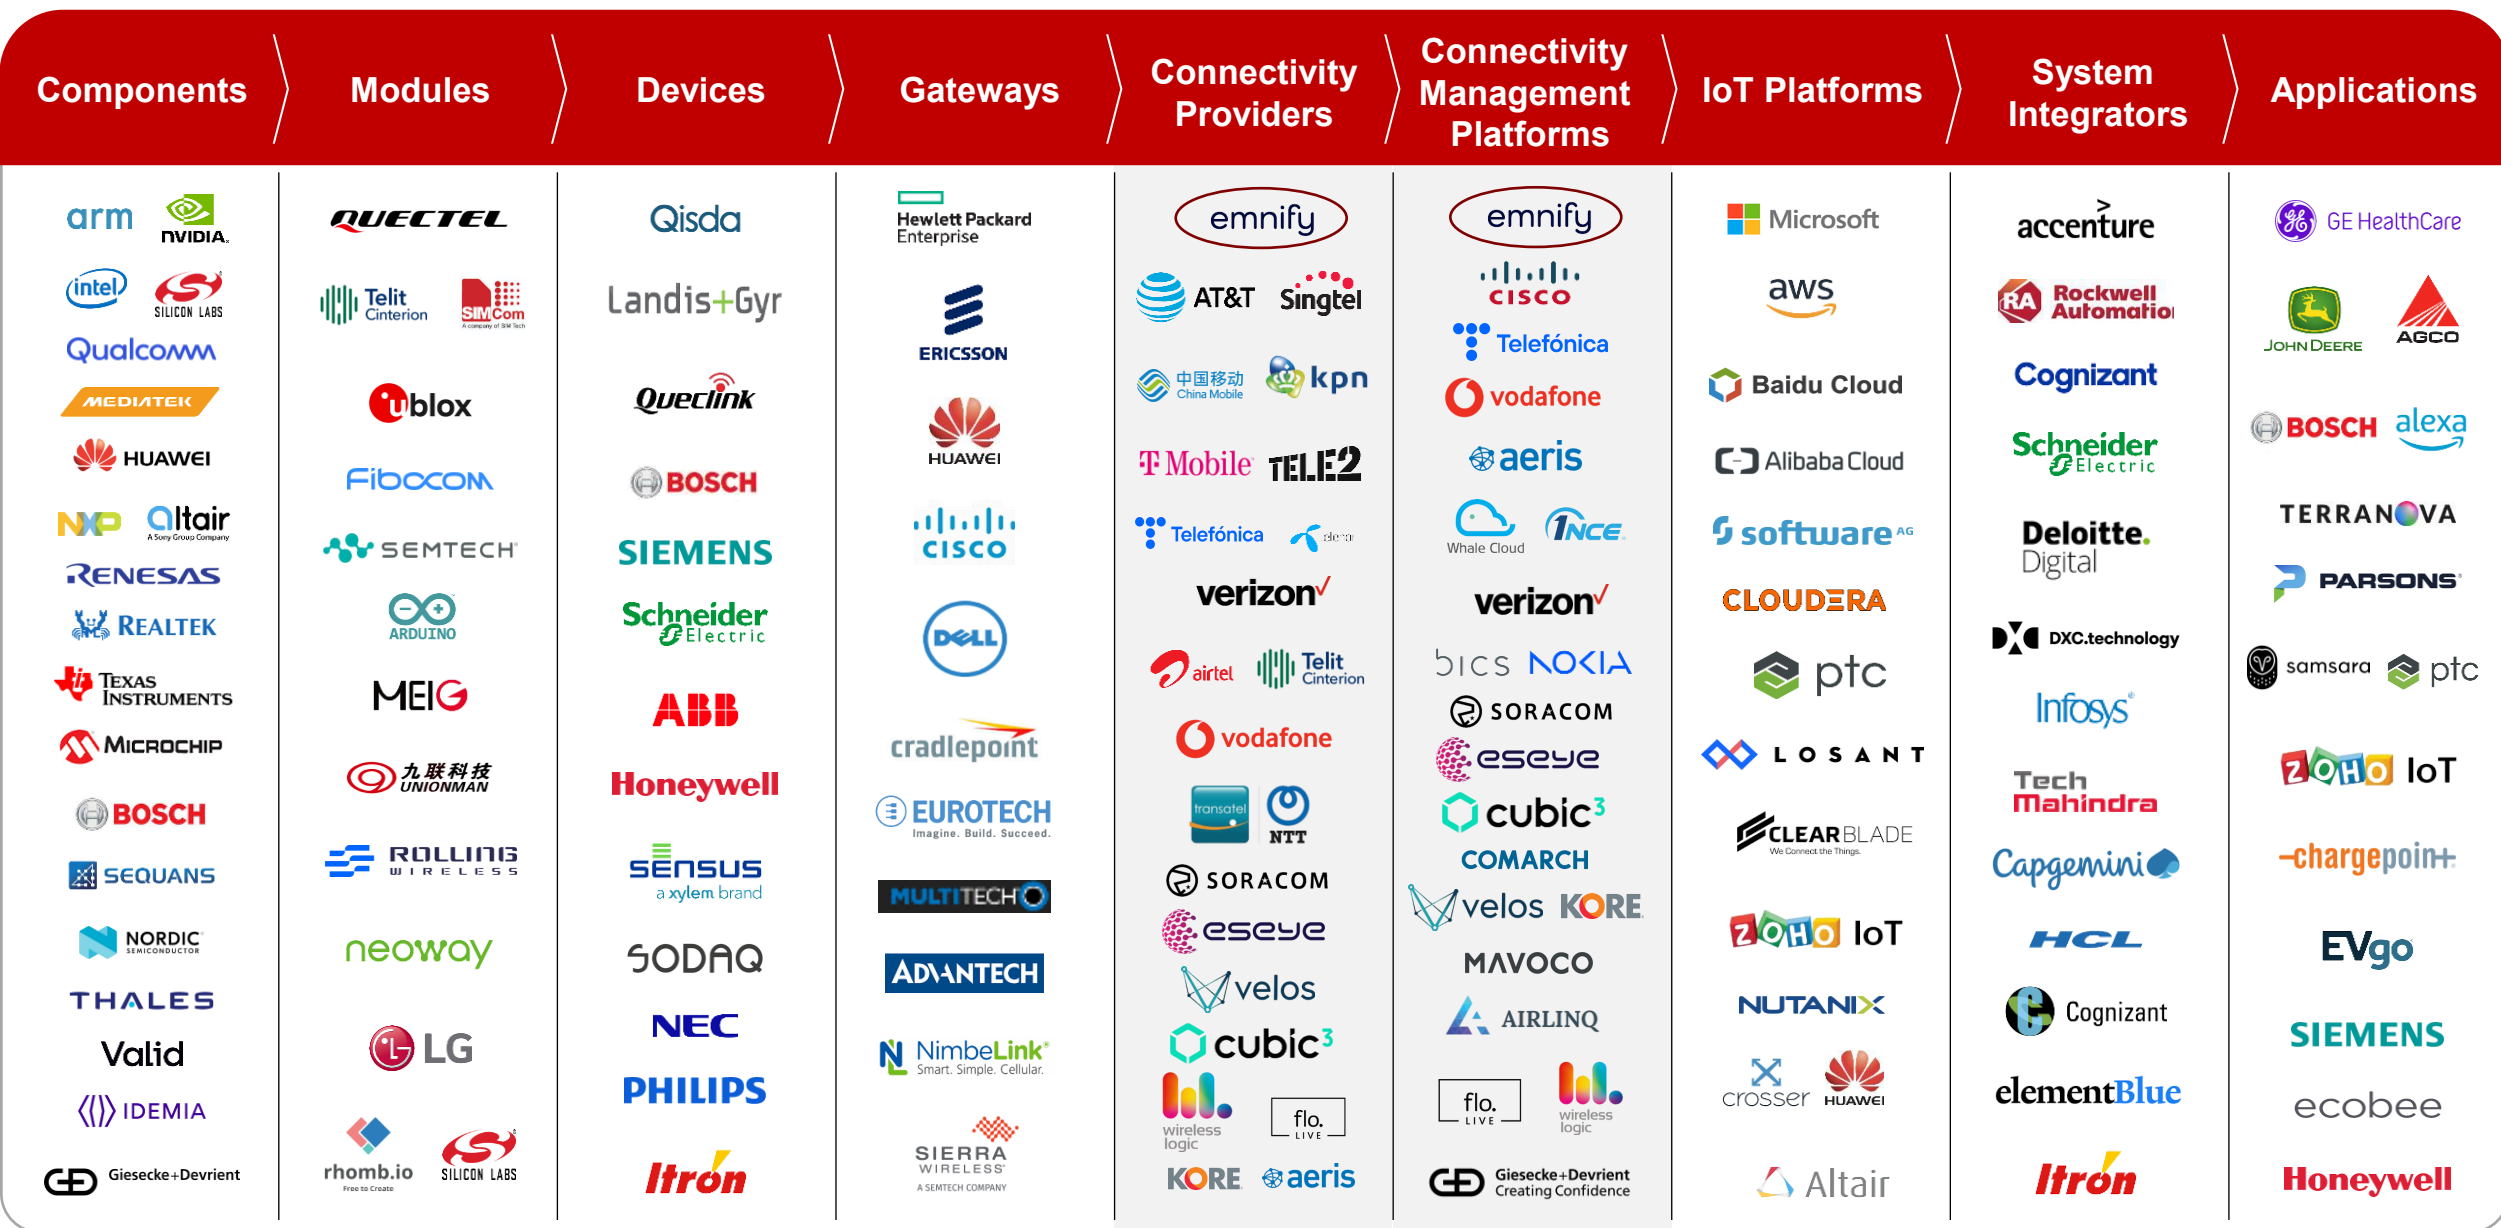 Components
Modules
Devices
Gateways
Connectivity
Providers
Connectivity
Management
Platforms
IoT Platforms
System
Integrators
Applications
arm
NVIDIA
intel
SILICON LABS
Qualcomm
MEDIATEK
HUAWEI
NXP
altair
A Sony Group Company
RENESAS
REALTEK
TEXAS
INSTRUMENTS
MICROCHIP
BOSCH
SEQUANS
NORDIC
SEMICONDUCTOR
THALES
Valid
IDEMIA
Giesecke+Devrient
QUECTEL
Telit
Cinterion
SIMCom
A company of SIM Tech
ublox
Fibocom
SEMTECH
ARDUINO
MEIG
九联科技
UNIONMAN
ROLLING
WIRELESS
neoway
LG
rhomb.io
Free to Create
SILICON LABS
Qisda
Landis+Gyr
Queclink
BOSCH
SIEMENS
Schneider
Electric
ABB
Honeywell
sensus
a xylem brand
SODAQ
NEC
PHILIPS
Itrón
Hewlett Packard
Enterprise
ERICSSON
HUAWEI
CISCO
DELL
cradlepoint
EUROTECH
Imagine. Build. Succeed.
MULTITECH
ADVANTECH
NimbeLink
Smart. Simple. Cellular.
SIERRA
WIRELESS
A SEMTECH COMPANY
emnify
AT&T
Singtel
中国移动
China Mobile
kpn
T Mobile
TELE2
Telefónica
verizon
airtel
Telit
Cinterion
vodafone
transatel
NTT
SORACOM
eseye
velos
cubic3
wireless
logic
flo.
LIVE
KORE
aeris
emnify
CISCO
Telefónica
vodafone
aeris
Whale Cloud
1NCE
verizon
bics
NOKIA
SORACOM
eseye
cubic3
COMARCH
velos
KORE
MAVOCO
AIRLINQ
flo.
LIVE
wireless
logic
Giesecke+Devrient
Creating Confidence
Microsoft
aws
Baidu Cloud
Alibaba Cloud
software AG
CLOUDERA
ptc
LOSANT
CLEARBLADE
We Connect the Things.
ZOHO IoT
NUTANIX
crosser
HUAWEI
Altair
accenture
RA
Rockwell
Automatio
Cognizant
Schneider
Electric
Deloitte.
Digital
DXC.technology
Infosys
Tech
Mahindra
Capgemini
HCL
Cognizant
elementBlue
Itrón
GE HealthCare
JOHN DEERE
AGCO
BOSCH
alexa
TERRANOVA
PARSONS
samsara
ptc
ZOHO IoT
chargepoin+
EVgo
SIEMENS
ecobee
Honeywell